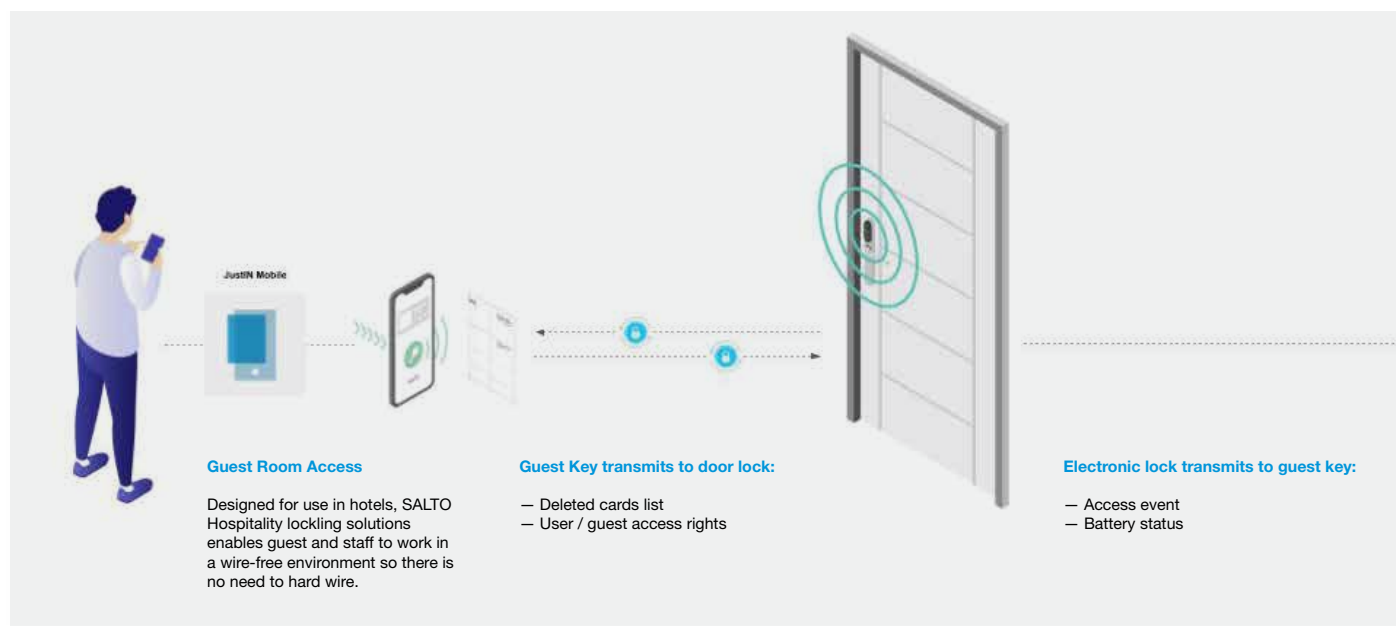 JustIN Mobile
Guest Room Access
Designed for use in hotels, SALTO
Hospitality lockling solutions
enables guest and staff to work in
a wire-free environment so there is
no need to hard wire.
Guest Key transmits to door lock:
— Deleted cards list
— User / guest access rights
Electronic lock transmits to guest key:
— Access event
— Battery status